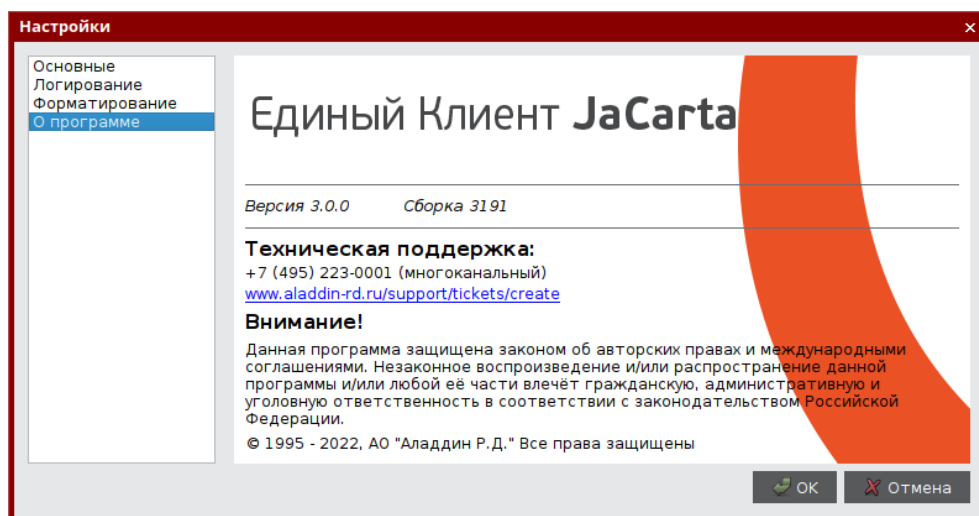 Настройки
Основные
Логирование
Форматирование
О программе
Единый Клиент JaCarta
Версия 3.0.0 Сборка 3191
Техническая поддержка:
+7 (495) 223-0001 (многоканальный)
www.aladdin-rd.ru/support/tickets/create
Внимание!
Данная программа защищена законом об авторских правах и международными
соглашениями. Незаконное воспроизведение и/или распространение данной
программы и/или любой её части влечёт гражданскую, административную и
уголовную ответственность в соответствии с законодательством Российской
Федерации.
© 1995 - 2022, АО "Аладдин Р.Д." Все права защищены
OK
Отмена